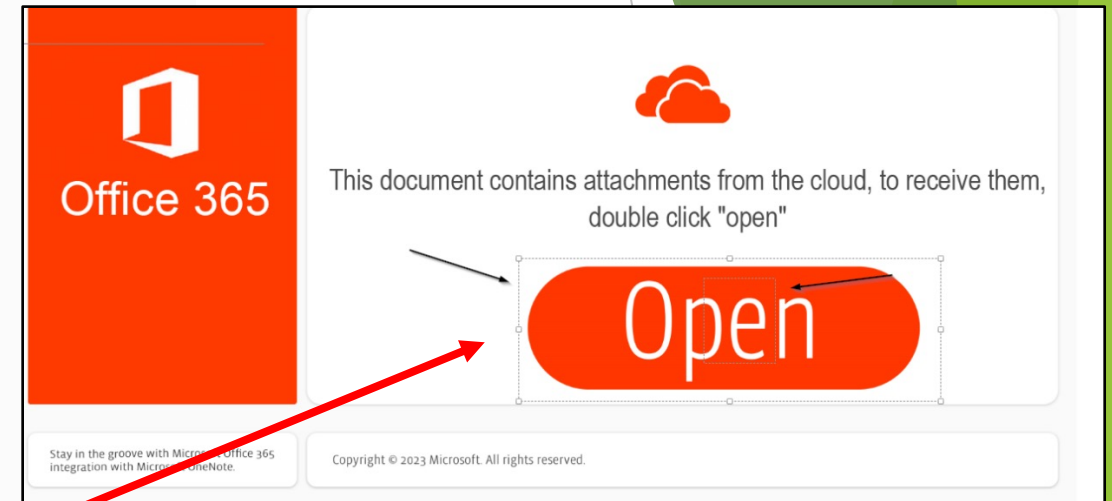 Office 365
This document contains attachments from the cloud, to receive them,
double click "open"
Open
Stay in the groove with Microsoft Office 365
integration with Microsoft OneNote.
Copyright © 2023 Microsoft. All rights reserved.